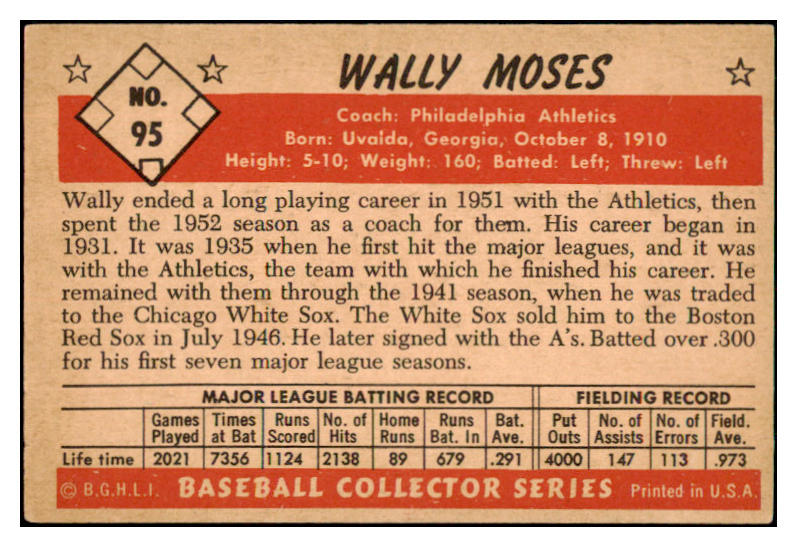 WALLY MOSES
NO.
95
Coach: Philadelphia Athletics
Born: Uvalda, Georgia, October 8, 1910
Height: 5-10; Weight: 160; Batted: Left; Threw: Left
Wally ended a long playing career in 1951 with the Athletics, then
spent the 1952 season as a coach for them. His career began in
1931. It was 1935 when he first hit the major leagues, and it was
with the Athletics, the team with which he finished his career. He
remained with them through the 1941 season, when he was traded
to the Chicago White Sox. The White Sox sold him to the Boston
Red Sox in July 1946. He later signed with the A's. Batted over .300
for his first seven major league seasons.
MAJOR LEAGUE BATTING RECORD FIELDING RECORD
Games Times Runs No. of Home Runs Bat. Put No. of No. of Field.
Played at Bat Scored Hits Runs Bat. In Ave. Outs Assists Errors Ave.
Life time 2021 7356 1124 2138 89 679 .291 4000 147 113 .973
© B.G.H.L.I. BASEBALL COLLECTOR SERIES Printed in U.S.A.